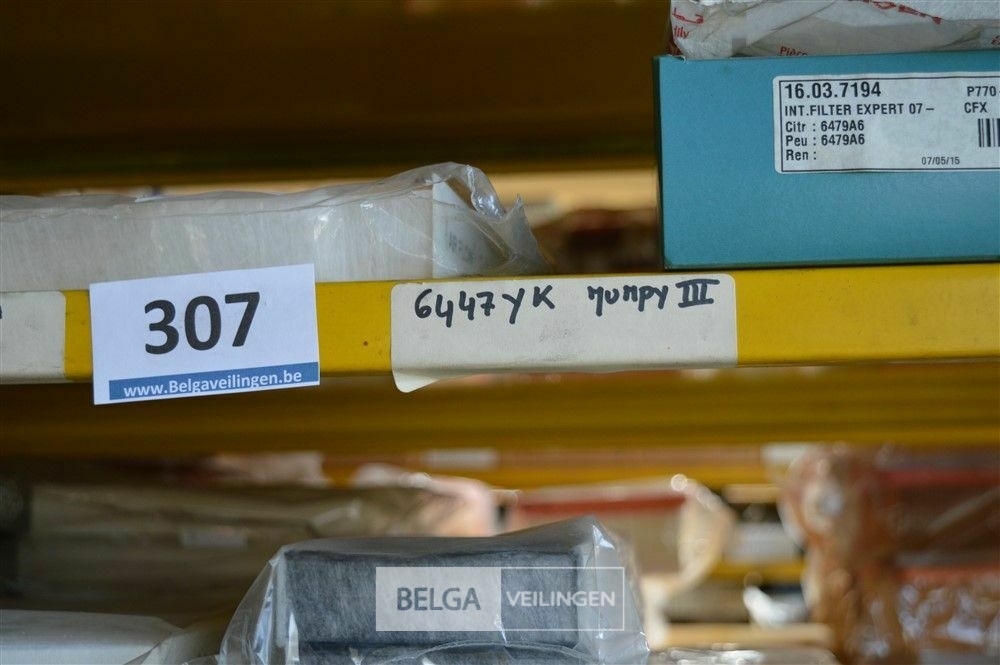 16.03.7194
P770
INT.FILTER EXPERT 07-
CFX
Citr : 6479A6
Peu : 6479A6
Ren :
07/05/15
307
www.Belgaveilingen.be
6447YK JUMPY III
BELGA VEILINGEN